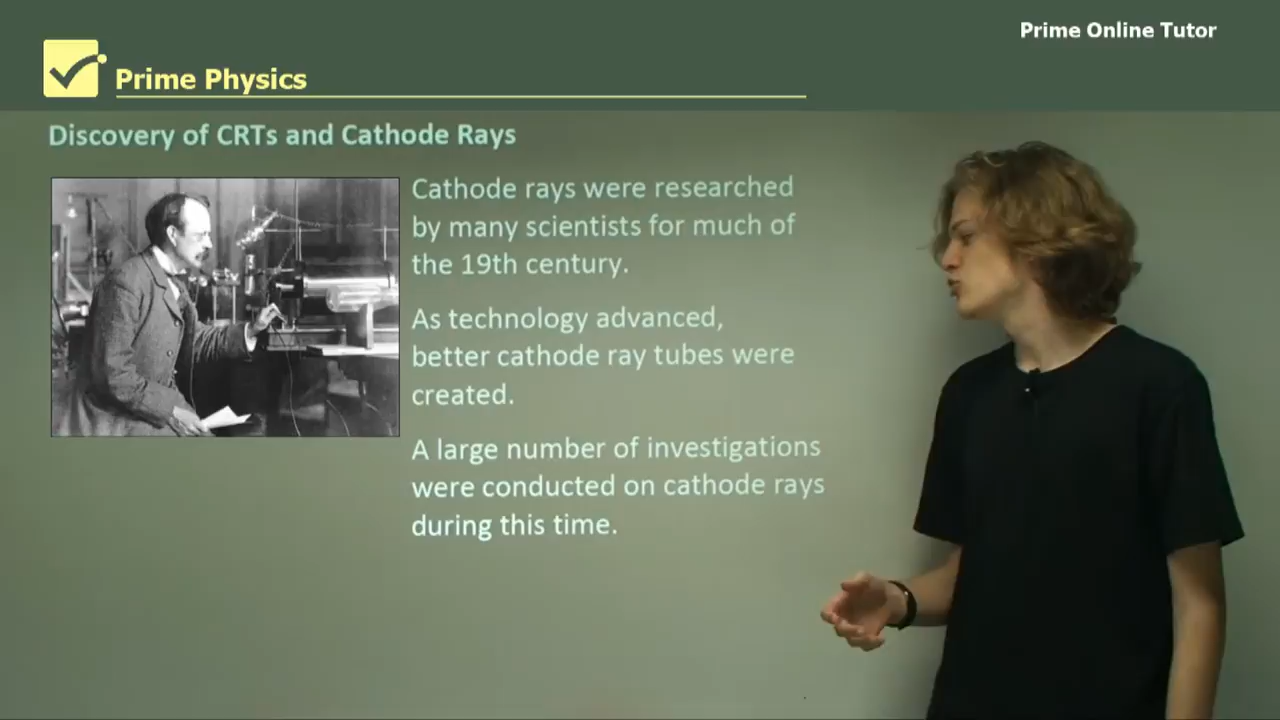 Prime Online Tutor
Prime Physics
Discovery of CRTs and Cathode Rays
Cathode rays were researched
by many scientists for much of
the 19th century.
As technology advanced,
better cathode ray tubes were
created.
A large number of investigations
were conducted on cathode rays
during this time.